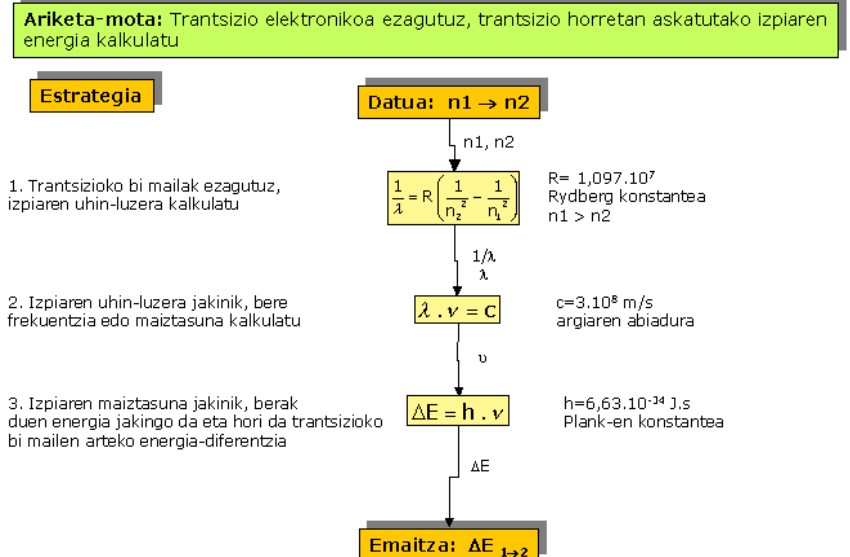 Ariketa-mota: Trantsizio elektronikoa ezagutuz, trantsizio horretan askatutako izpiaren
energia kalkulatu
Estrategia
Datua: n1 → n2
n1, n2
1. Trantsizioko bi mailak ezagutuz,
izpiaren uhin-luzera kalkulatu
1/λ = R (1/n₂² − 1/n₁²)
R= 1,097.10⁷
Rydberg konstantea
n1 > n2
1/λ
λ
2. Izpiaren uhin-luzera jakinik, bere
frekuentzia edo maiztasuna kalkulatu
λ . ν = c
c=3.10⁸ m/s
argiaren abiadura
υ
3. Izpiaren maiztasuna jakinik, berak
duen energia jakingo da eta hori da trantsizioko
bi mailen arteko energia-diferentzia
ΔE = h . ν
h=6,63.10⁻³⁴ J.s
Plank-en konstantea
ΔE
Emaitza: ΔE 1→2